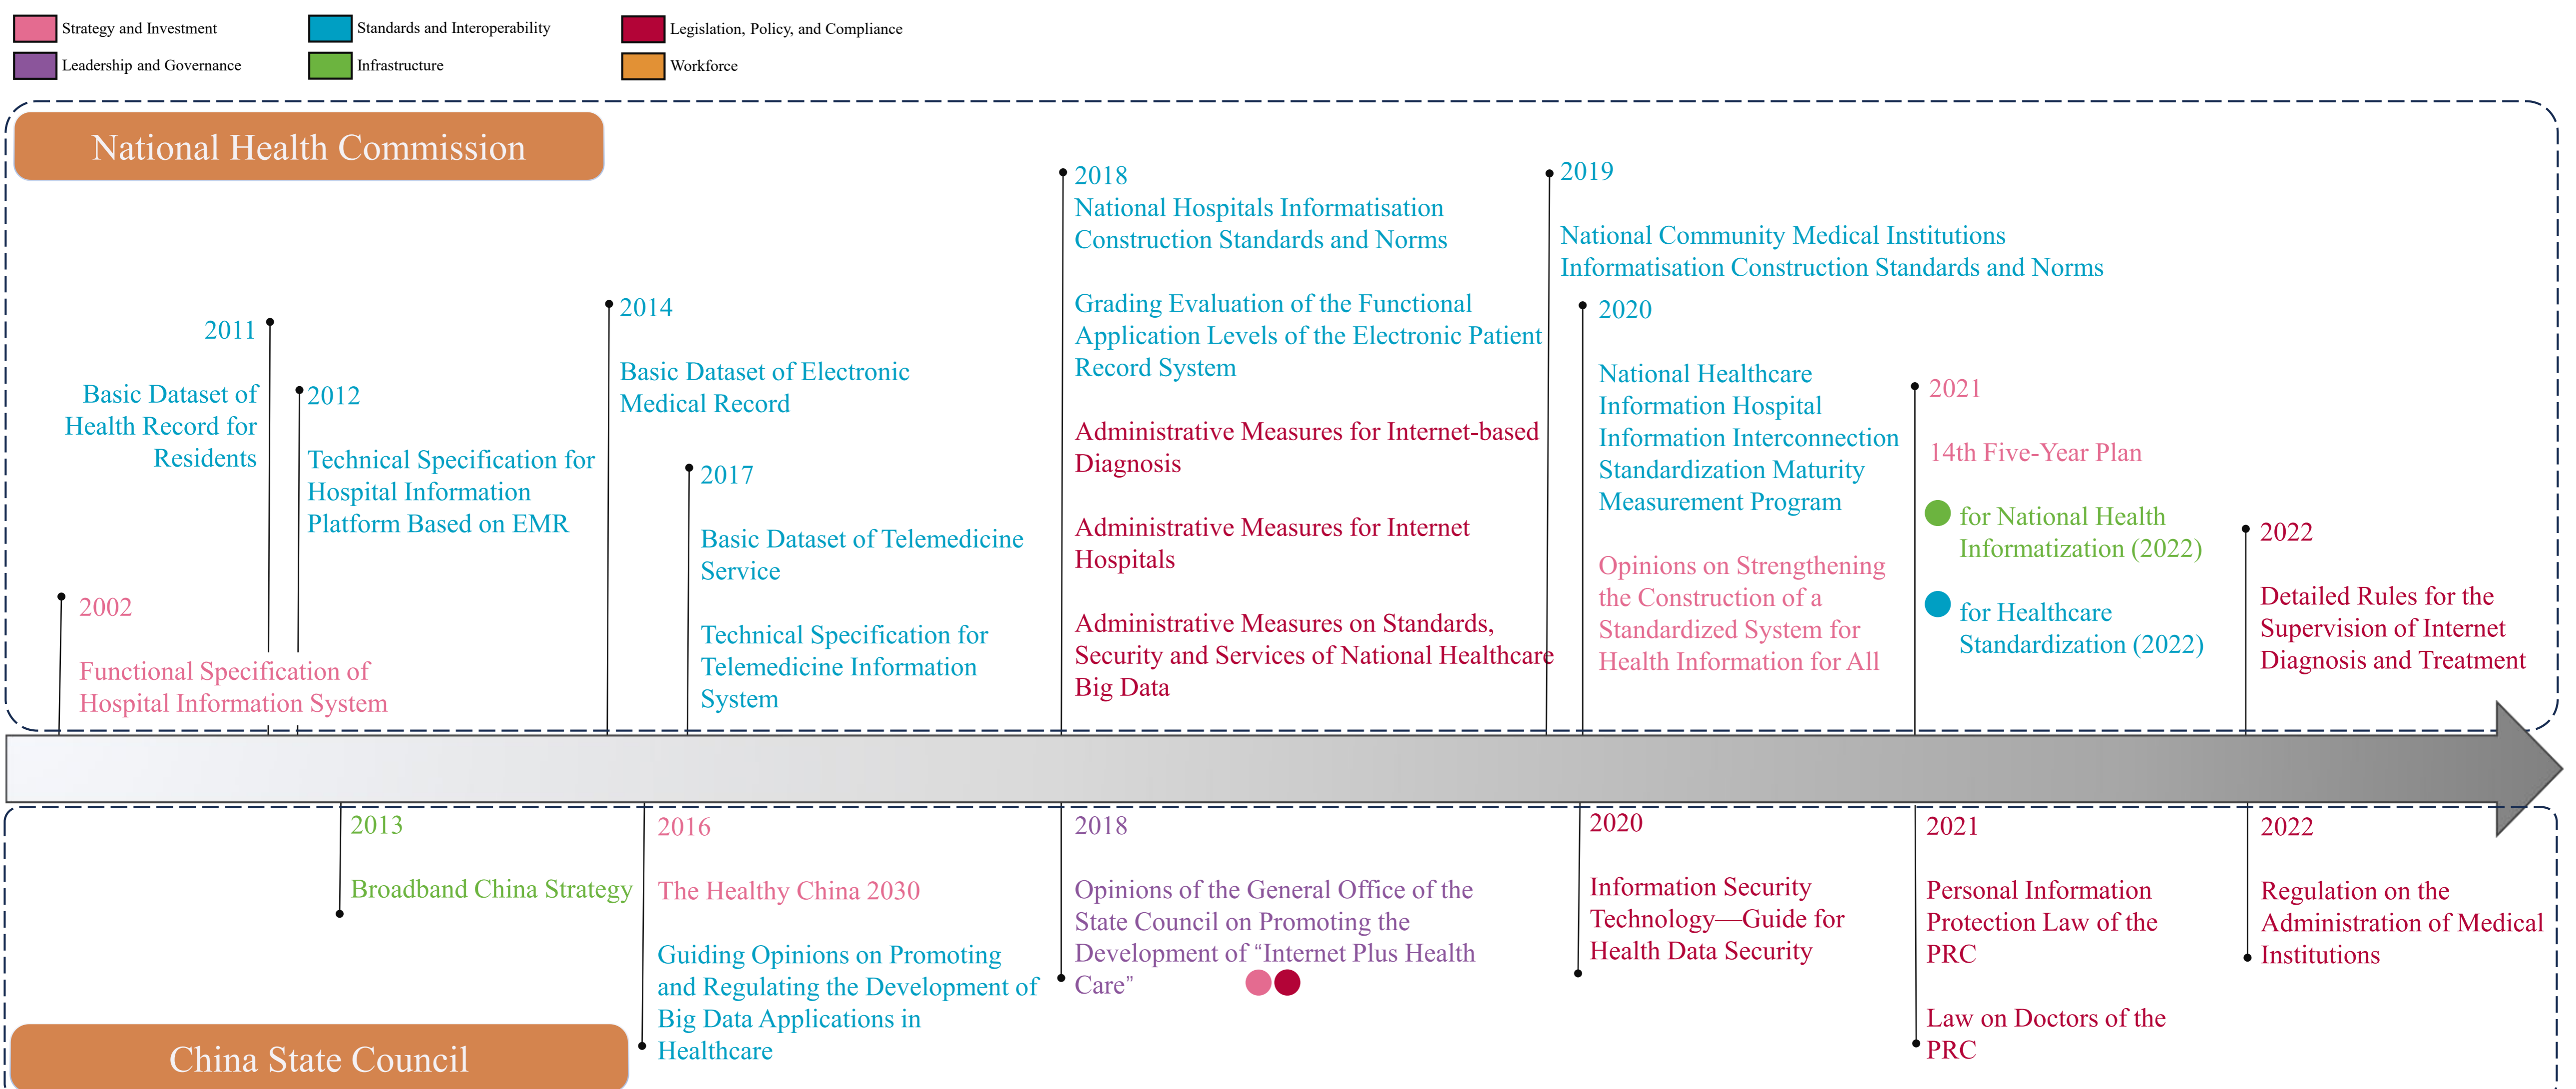 Strategy and Investment
Standards and Interoperability
Legislation, Policy, and Compliance
Leadership and Governance
Infrastructure
Workforce
National Health Commission
2002
Functional Specification of
Hospital Information System
2011
Basic Dataset of
Health Record for
Residents
2012
Technical Specification for
Hospital Information
Platform Based on EMR
2014
Basic Dataset of Electronic
Medical Record
2017
Basic Dataset of Telemedicine
Service
Technical Specification for
Telemedicine Information
System
2018
National Hospitals Informatisation
Construction Standards and Norms
Grading Evaluation of the Functional
Application Levels of the Electronic Patient
Record System
Administrative Measures for Internet-based
Diagnosis
Administrative Measures for Internet
Hospitals
Administrative Measures on Standards,
Security and Services of National Healthcare
Big Data
2019
National Community Medical Institutions
Informatisation Construction Standards and Norms
2020
National Healthcare
Information Hospital
Information Interconnection
Standardization Maturity
Measurement Program
Opinions on Strengthening
the Construction of a
Standardized System for
Health Information for All
2021
14th Five-Year Plan
for National Health
Informatization (2022)
for Healthcare
Standardization (2022)
2022
Detailed Rules for the
Supervision of Internet
Diagnosis and Treatment
2013
Broadband China Strategy
2016
The Healthy China 2030
Guiding Opinions on Promoting
and Regulating the Development of
Big Data Applications in
Healthcare
2018
Opinions of the General Office of the
State Council on Promoting the
Development of “Internet Plus Health
Care”
2020
Information Security
Technology—Guide for
Health Data Security
2021
Personal Information
Protection Law of the
PRC
Law on Doctors of the
PRC
2022
Regulation on the
Administration of Medical
Institutions
China State Council